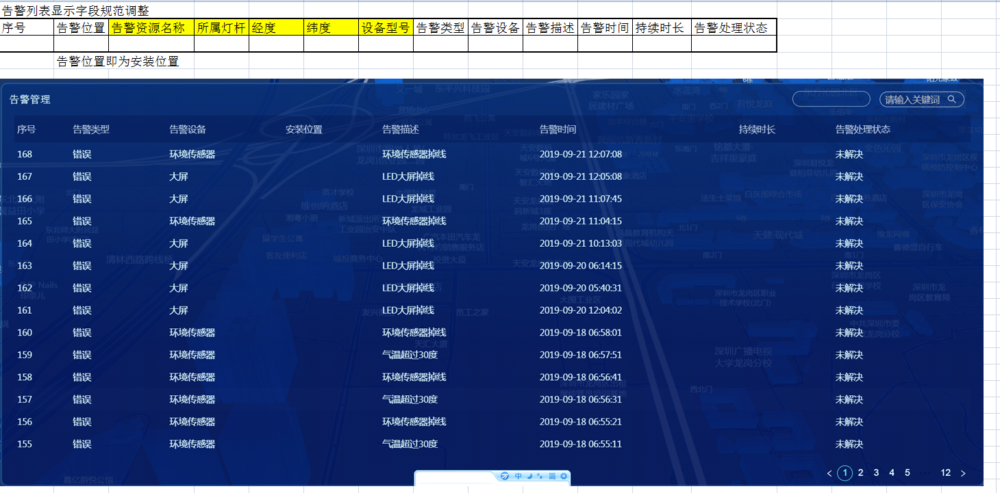 告警列表显示字段规范调整
序号 告警位置 告警资源名称 所属灯杆 经度 纬度 设备型号 告警类型 告警设备 告警描述 告警时间 持续时长 告警处理状态
告警位置即为安装位置
告警管理 请输入关键词
序号 告警类型 告警设备 安装位置 告警描述 告警时间 持续时长 告警处理状态
168 错误 环境传感器 环境传感器掉线 2019-09-21 12:07:08 未解决
167 错误 大屏 LED大屏掉线 2019-09-21 12:05:08 未解决
166 错误 大屏 LED大屏掉线 2019-09-21 11:07:45 未解决
165 错误 环境传感器 环境传感器掉线 2019-09-21 11:04:15 未解决
164 错误 大屏 LED大屏掉线 2019-09-21 10:13:03 未解决
163 错误 大屏 LED大屏掉线 2019-09-20 06:14:15 未解决
162 错误 大屏 LED大屏掉线 2019-09-20 05:40:31 未解决
161 错误 大屏 LED大屏掉线 2019-09-20 12:04:02 未解决
160 错误 环境传感器 环境传感器掉线 2019-09-18 06:58:01 未解决
159 错误 环境传感器 气温超过30度 2019-09-18 06:57:51 未解决
158 错误 环境传感器 环境传感器掉线 2019-09-18 06:56:41 未解决
157 错误 环境传感器 气温超过30度 2019-09-18 06:56:31 未解决
156 错误 环境传感器 环境传感器掉线 2019-09-18 06:55:21 未解决
155 错误 环境传感器 气温超过30度 2019-09-18 06:55:11 未解决
< 1 2 3 4 5 ··· 12 >
中 简